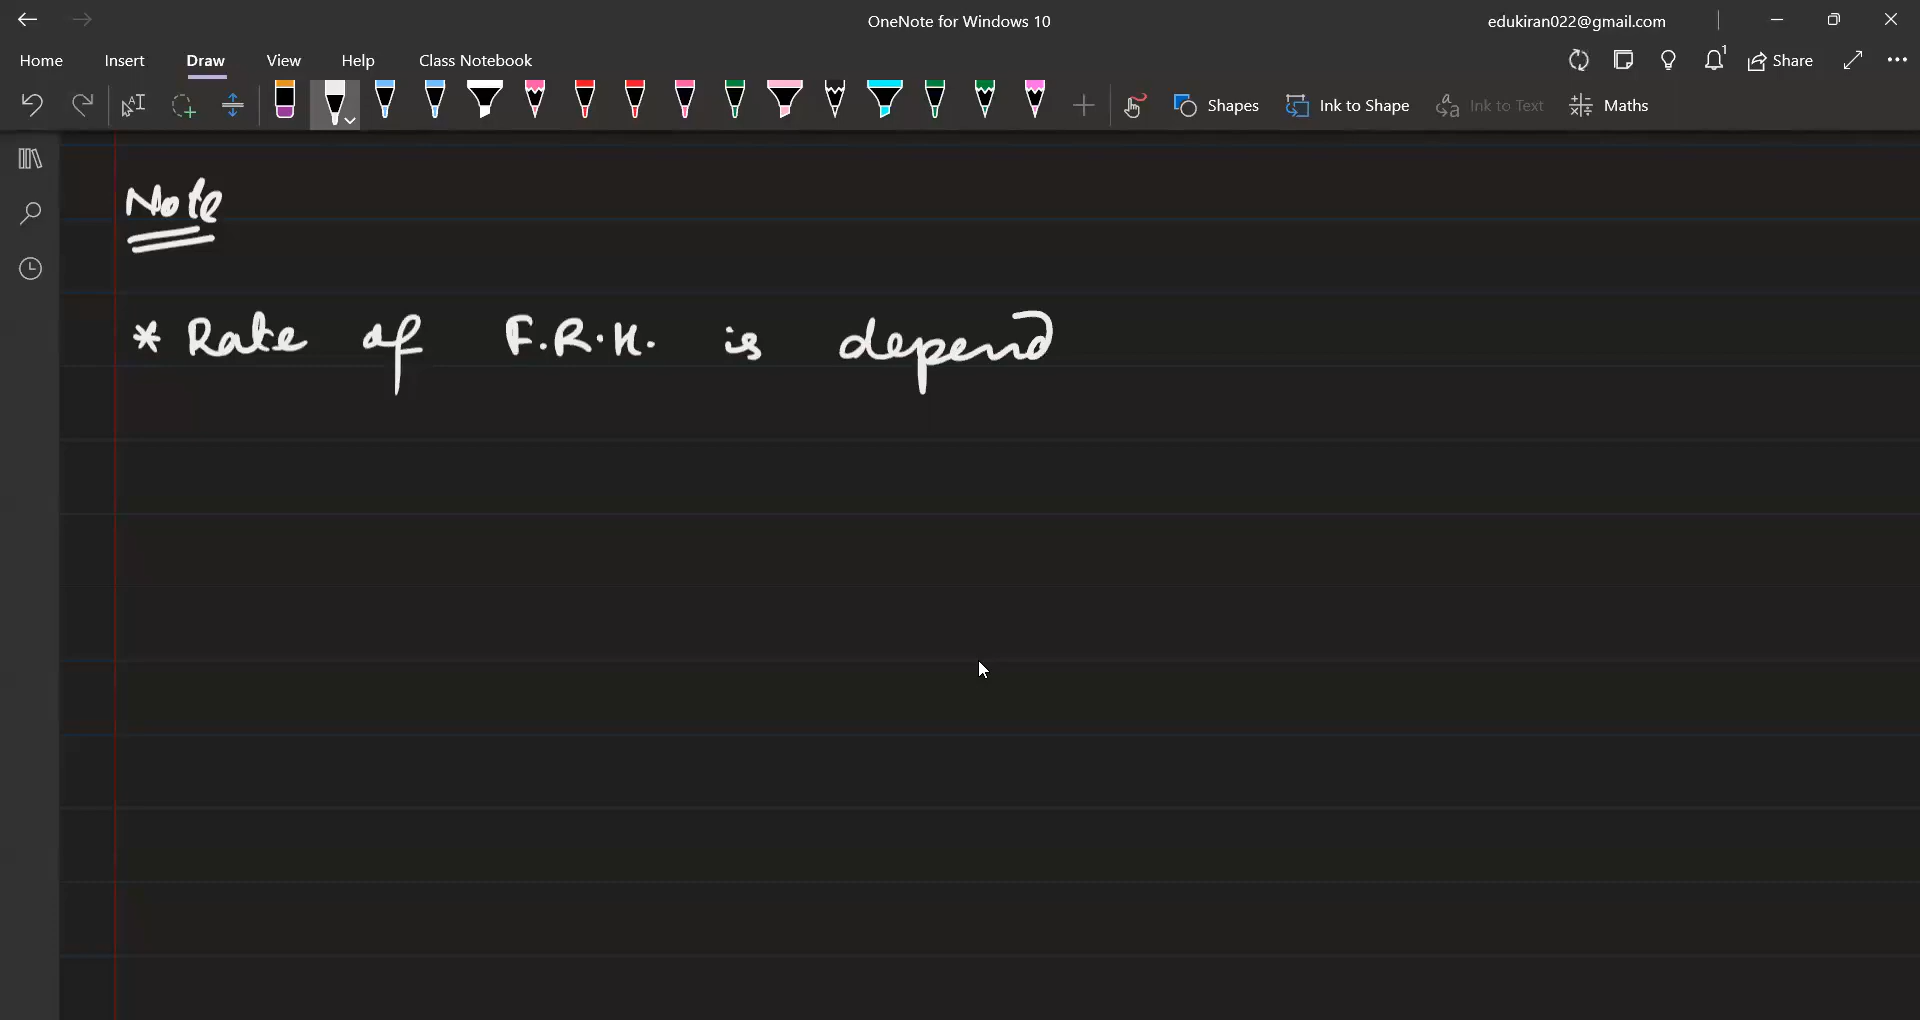 OneNote for Windows 10 edukiran022@gmail.com
Home Insert Draw View Help Class Notebook 1 Share
Shapes Ink to Shape Ink to Text Maths
Note
* Rate of F.R.H. is depend